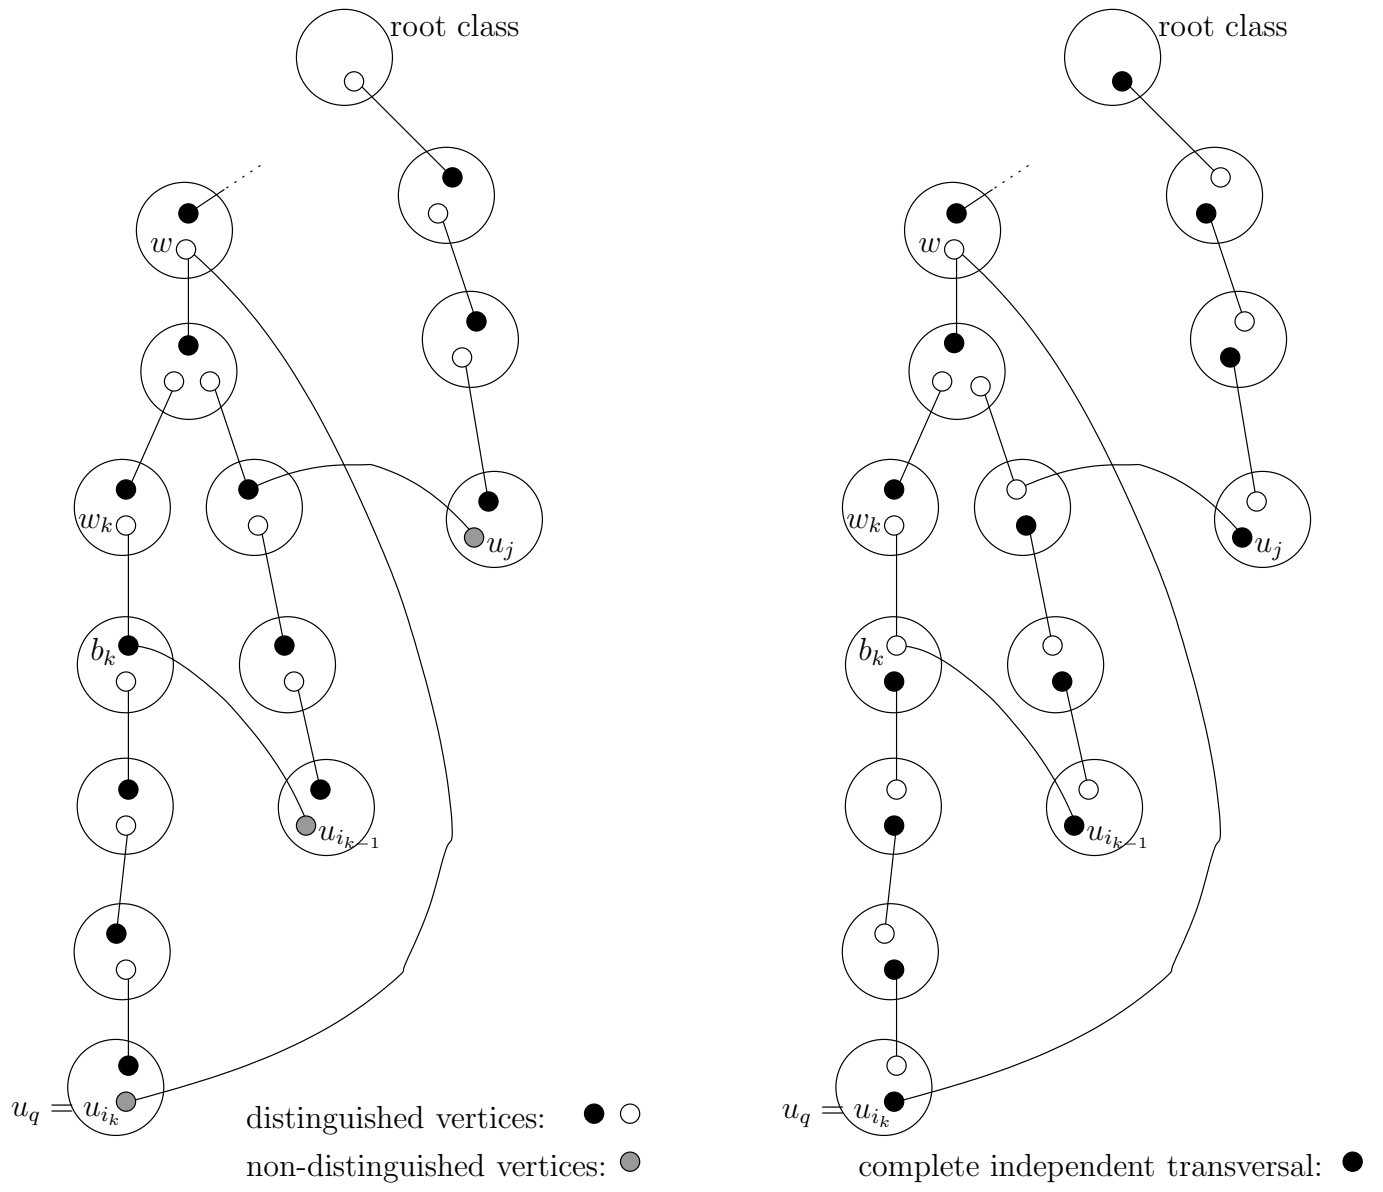 root class
root class
w
w
w_k
u_j
w_k
u_j
b_k
b_k
u_{i_{k-1}}
u_{i_{k-1}}
u_q = u_{i_k}
u_q = u_{i_k}
distinguished vertices:
non-distinguished vertices:
complete independent transversal: